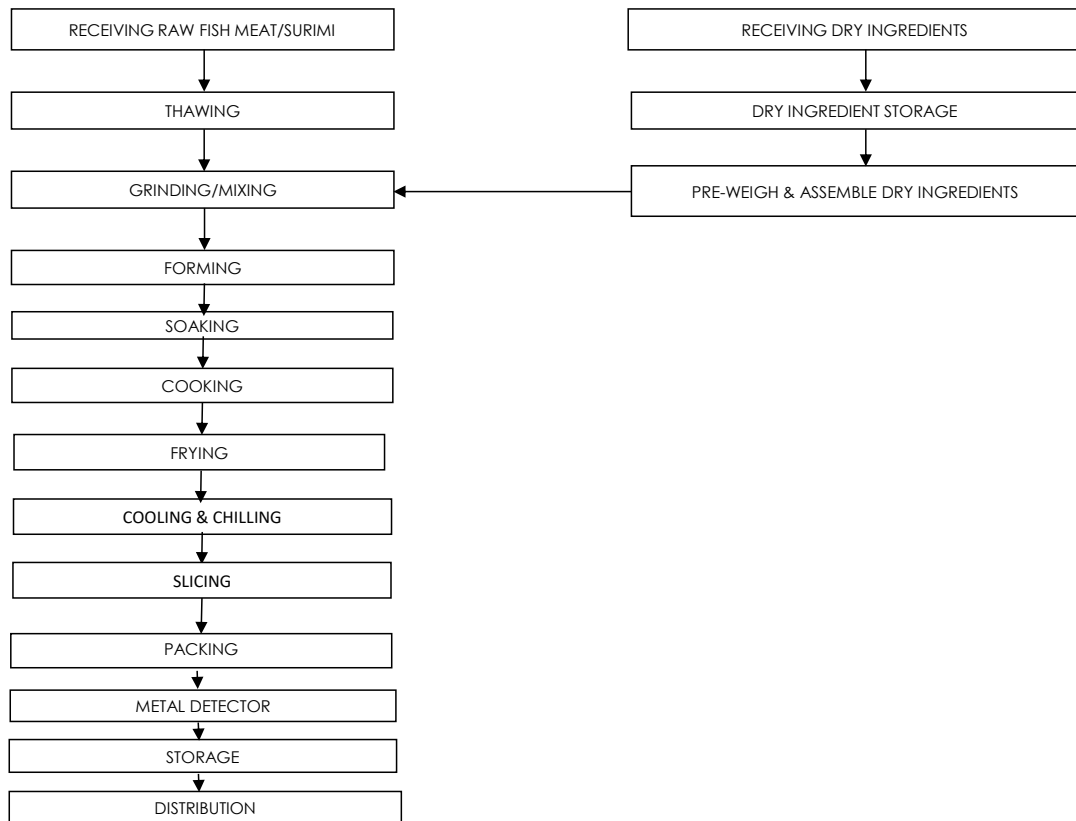 RECEIVING RAW FISH MEAT/SURIMI
RECEIVING DRY INGREDIENTS
THAWING
DRY INGREDIENT STORAGE
GRINDING/MIXING
PRE-WEIGH & ASSEMBLE DRY INGREDIENTS
FORMING
SOAKING
COOKING
FRYING
COOLING & CHILLING
SLICING
PACKING
METAL DETECTOR
STORAGE
DISTRIBUTION